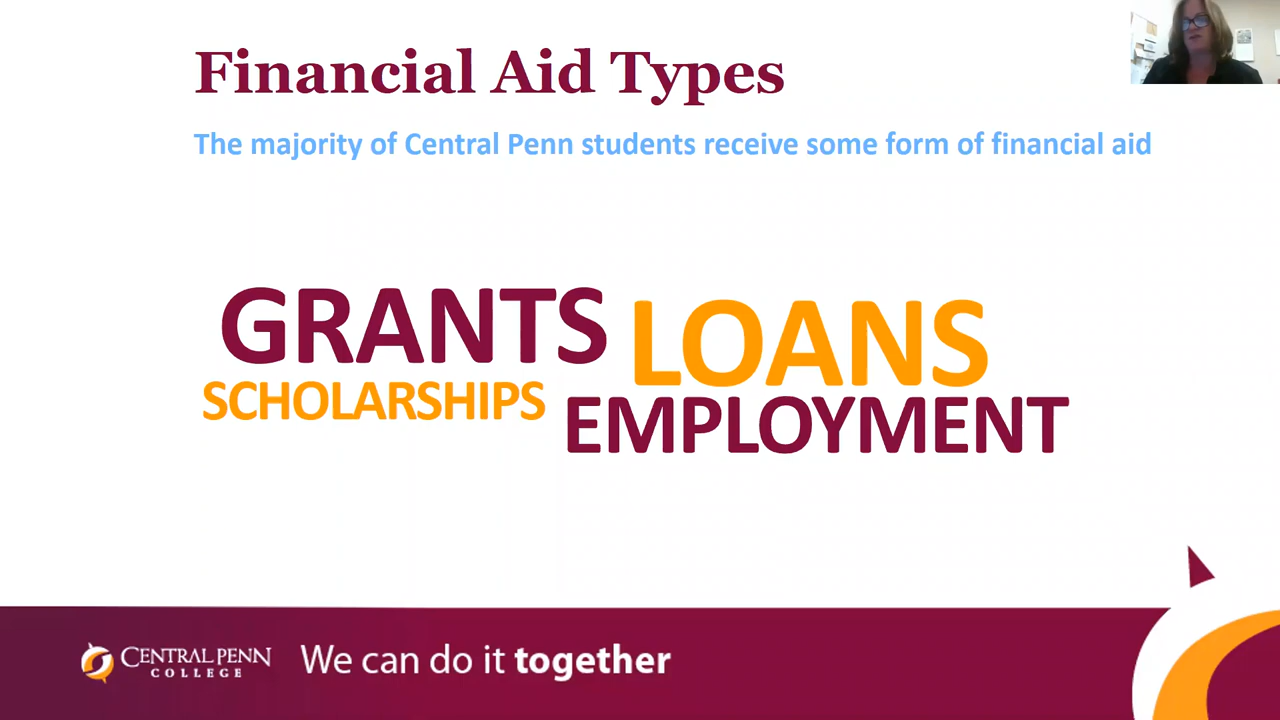 Financial Aid Types
The majority of Central Penn students receive some form of financial aid
GRANTS LOANS
SCHOLARSHIPS EMPLOYMENT
CENTRAL PENN
COLLEGE
We can do it together